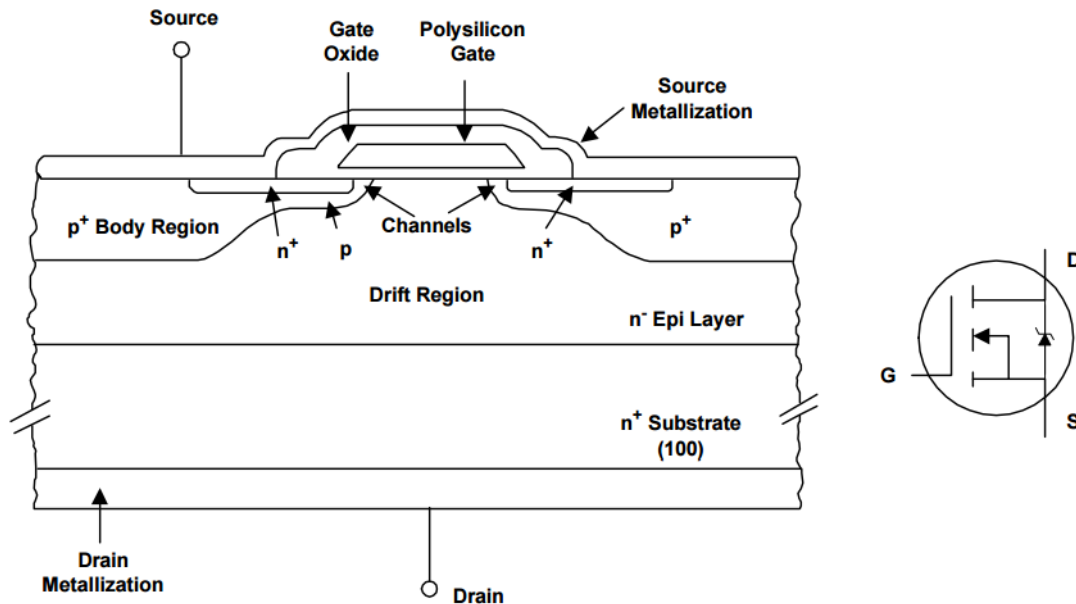 Source
Gate
Oxide
Polysilicon
Gate
Source
Metallization
p⁺ Body Region
n⁺
p
Channels
n⁺
p⁺
Drift Region
n⁻ Epi Layer
n⁺ Substrate
(100)
Drain
Metallization
Drain
D
G
S